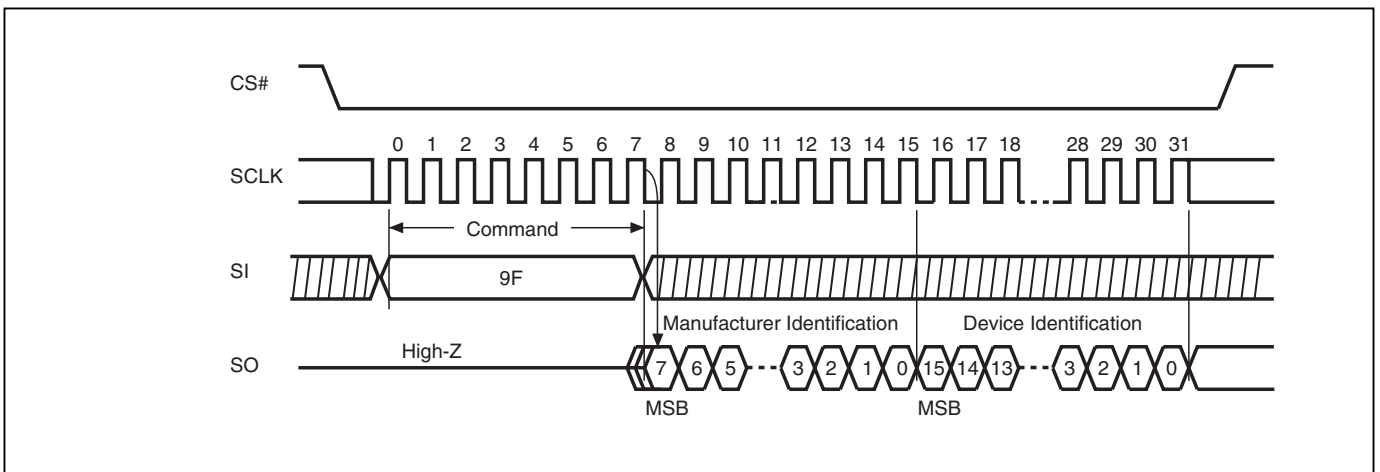 CS#
0 1 2 3 4 5 6 7 8 9 10 11 12 13 14 15 16 17 18 28 29 30 31
SCLK
Command
SI
9F
Manufacturer Identification Device Identification
High-Z
SO
7 6 5 3 2 1 0 15 14 13 3 2 1 0
MSB MSB